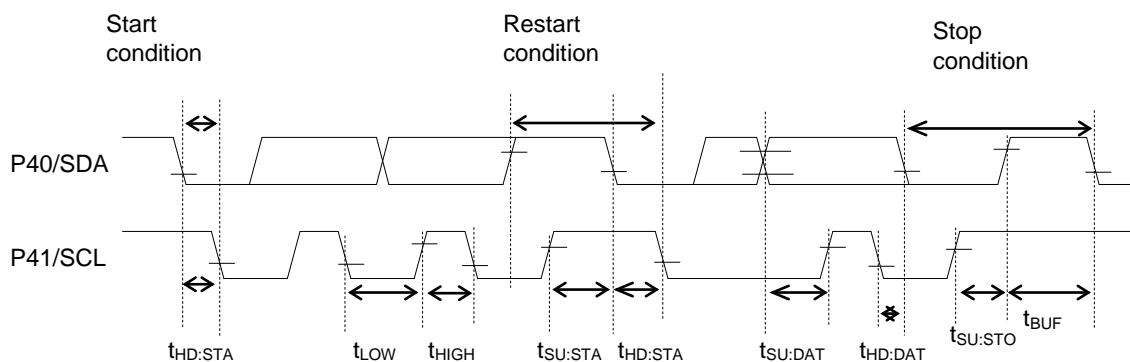 Start
condition
Restart
condition
Stop
condition
P40/SDA
P41/SCL
tHD:STA
tLOW
tHIGH
tSU:STA
tHD:STA
tSU:DAT
tHD:DAT
tSU:STO
tBUF